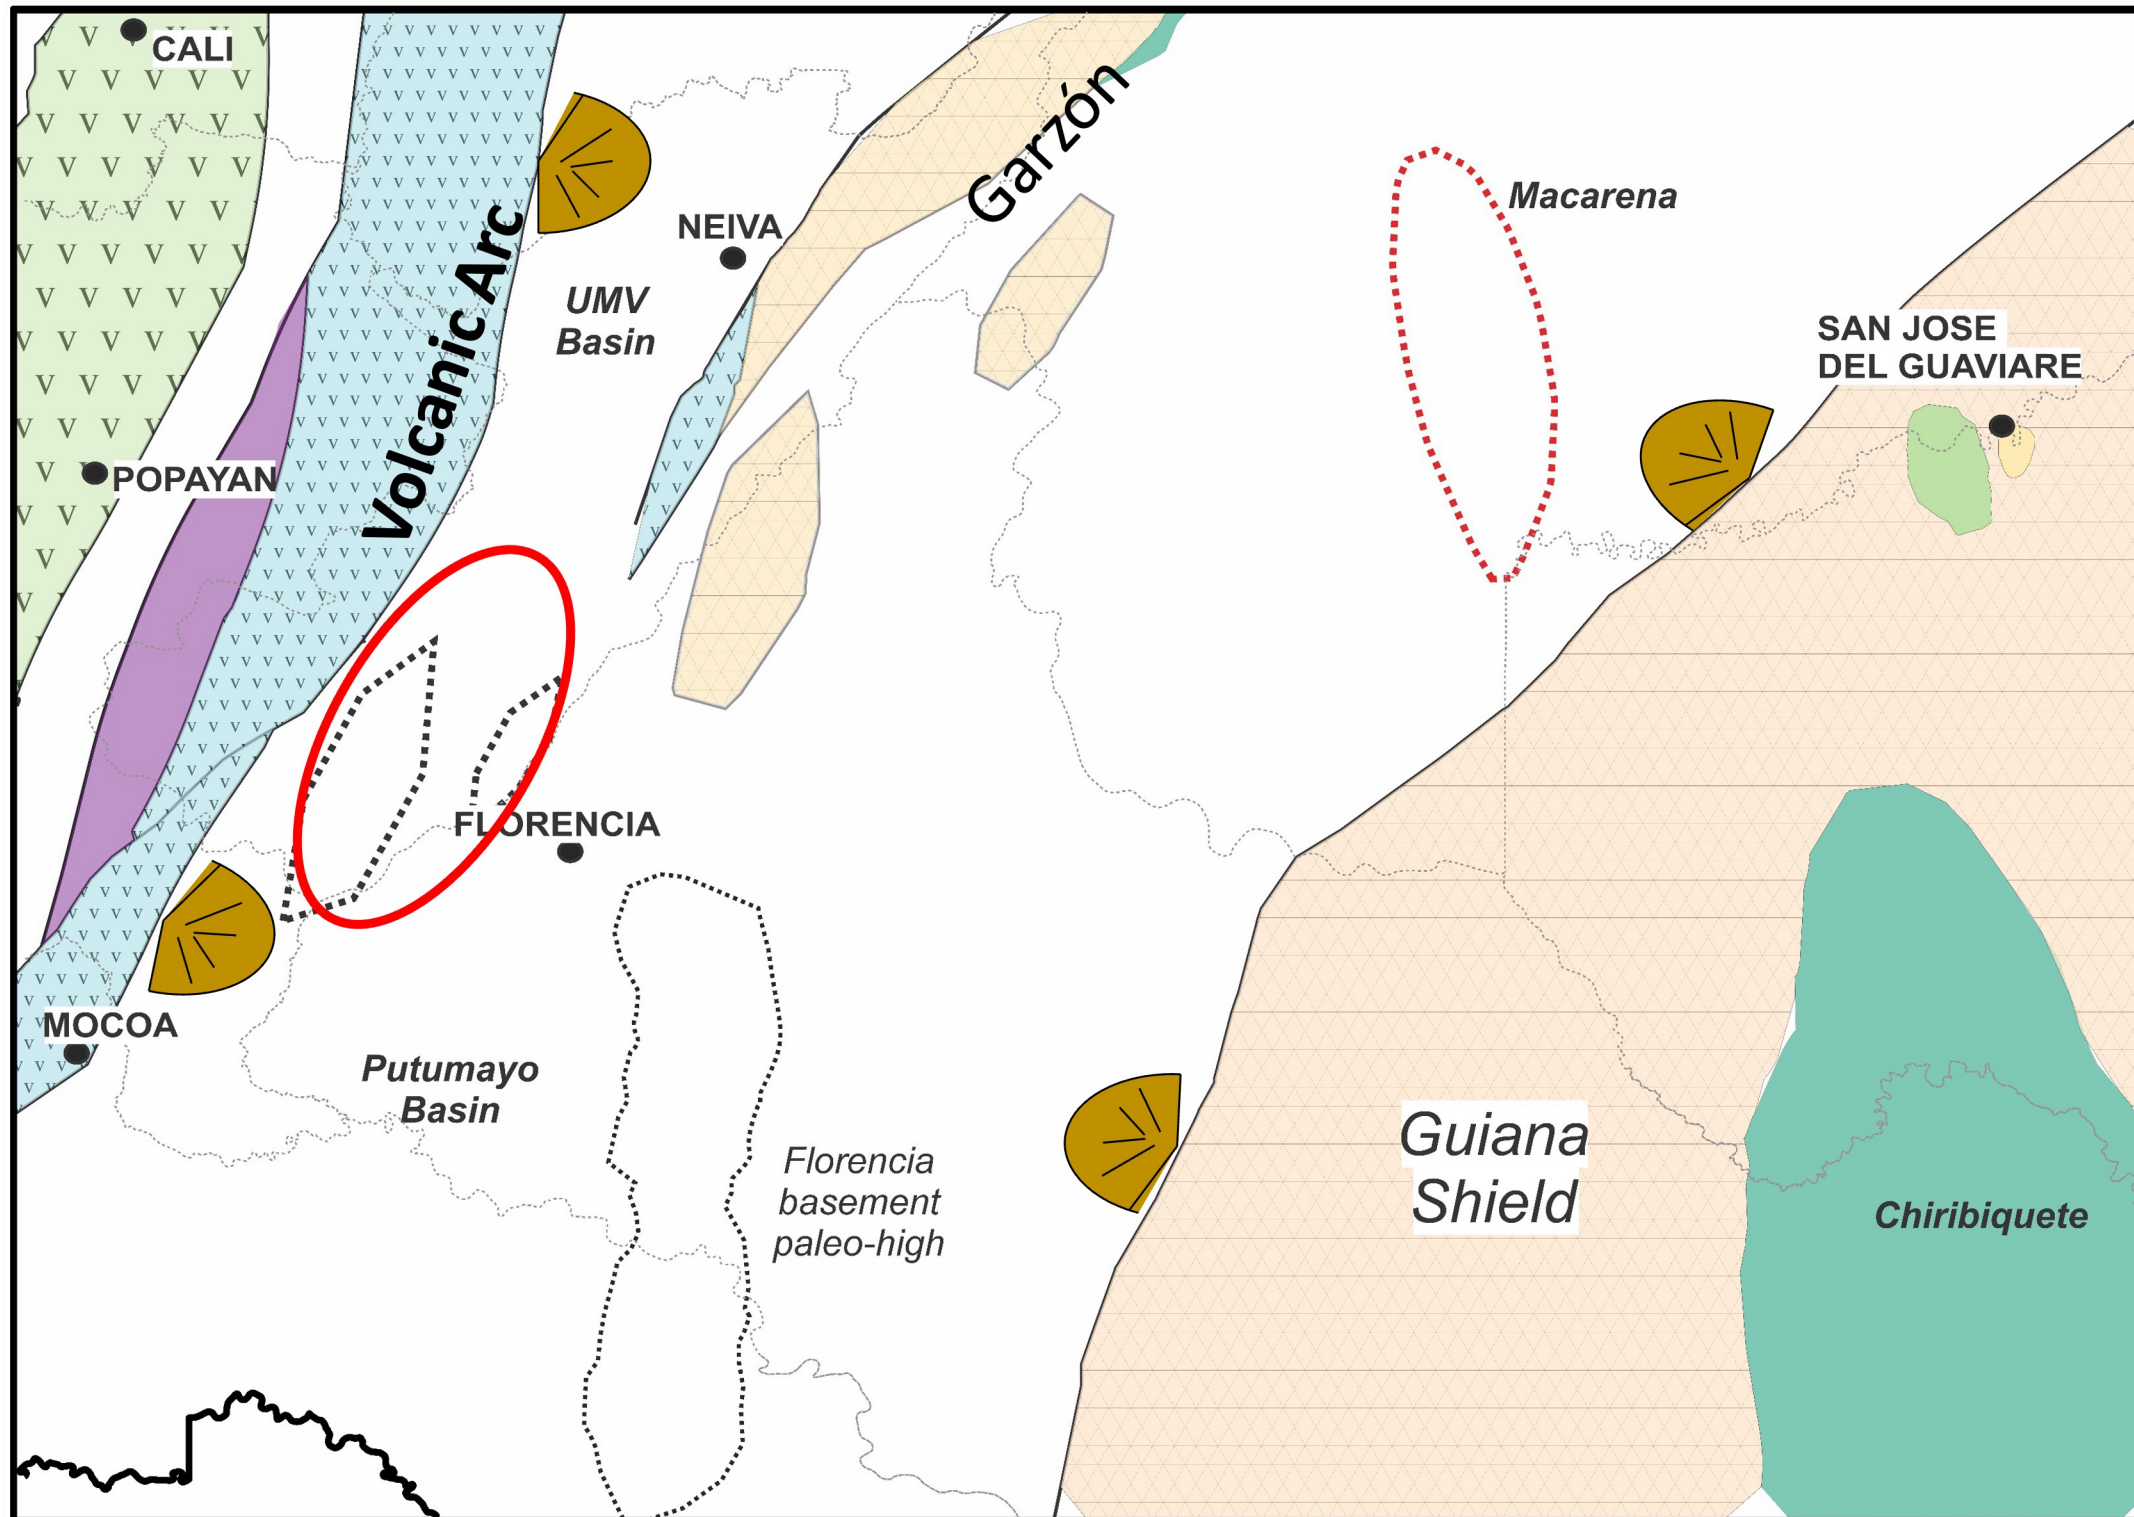 CALI
Garzón
Macarena
NEIVA
Volcanic Arc
UMV
Basin
SAN JOSE
DEL GUAVIARE
POPAYAN
FLORENCIA
MOCOA
Putumayo
Basin
Florencia
basement
paleo-high
Guiana
Shield
Chiribiquete